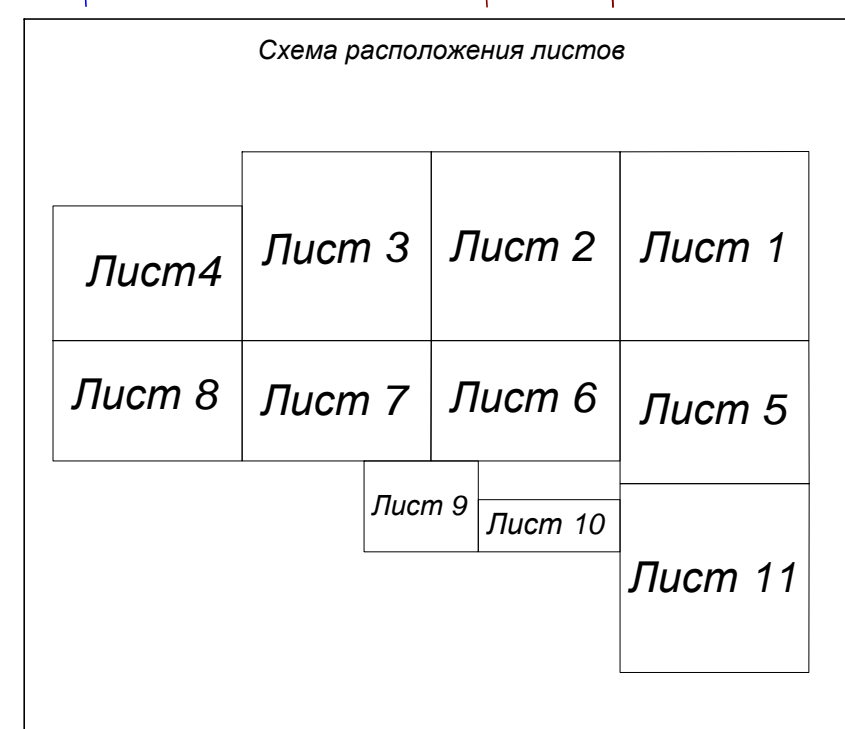 Схема расположения листов
Лист4
Лист 3
Лист 2
Лист 1
Лист 8
Лист 7
Лист 6
Лист 5
Лист 9
Лист 10
Лист 11